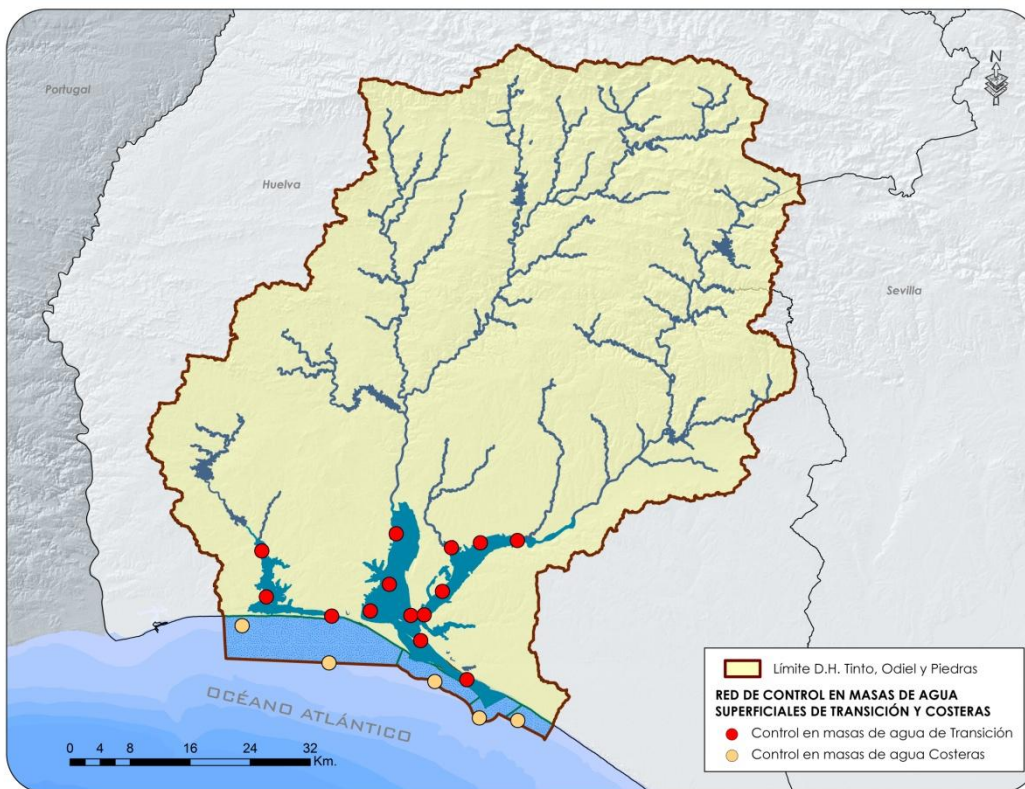 N
Portugal
Huelva
Sevilla
OCÉANO ATLÁNTICO
0 4 8 16 24 32
Km.
Límite D.H. Tinto, Odiel y Piedras
RED DE CONTROL EN MASAS DE AGUA
SUPERFICIALES DE TRANSICIÓN Y COSTERAS
Control en masas de agua de Transición
Control en masas de agua Costeras